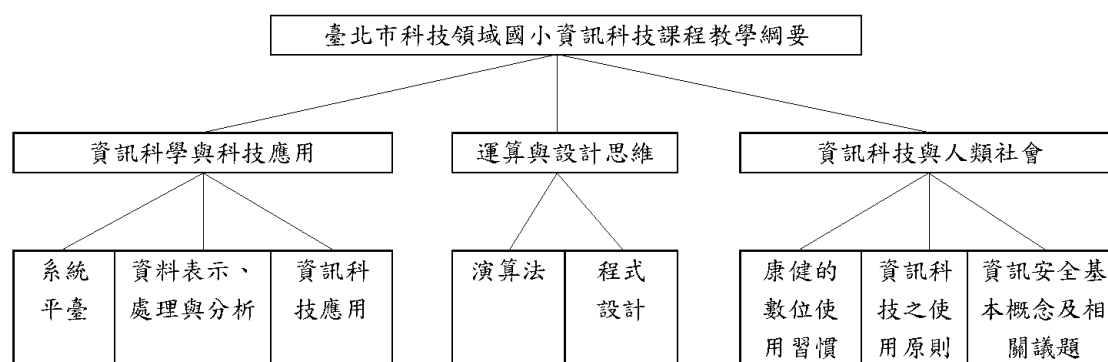 臺北市科技領域國小資訊科技課程教學綱要
資訊科學與科技應用
運算與設計思維
資訊科技與人類社會
系統
平臺
資料表示、
處理與分析
資訊科
技應用
演算法
程式
設計
康健的
數位使
用習慣
資訊科
技之使
用原則
資訊安全基
本概念及相
關議題